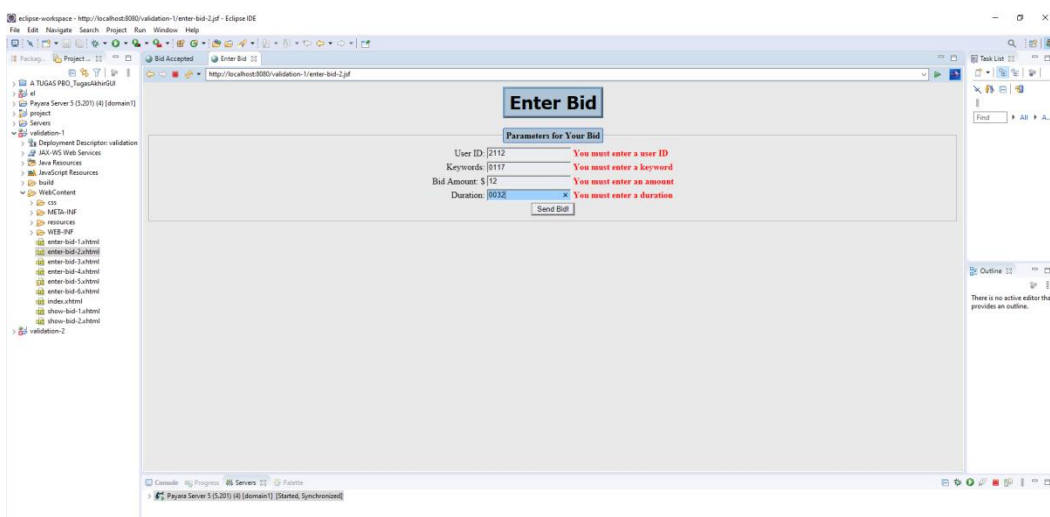 eclipse-workspace - http://localhost:8080/validation-1/enter-bid-2.jsf - Eclipse IDE
File Edit Navigate Search Project Run Window Help
Packag... Project... Bid Accepted Enter Bid Task List
http://localhost:8080/validation-1/enter-bid-2.jsf
A TUGAS PBO_TugasAkhirGUI
el
Payara Server 5 (5.201) (4) [domain1]
project
Servers
validation-1
Deployment Descriptor: validation
JAX-WS Web Services
Java Resources
JavaScript Resources
build
WebContent
css
META-INF
resources
WEB-INF
enter-bid-1.xhtml
enter-bid-2.xhtml
enter-bid-3.xhtml
enter-bid-4.xhtml
enter-bid-5.xhtml
enter-bid-6.xhtml
index.xhtml
show-bid-1.xhtml
show-bid-2.xhtml
validation-2
Enter Bid
Parameters for Your Bid
User ID: 2112 You must enter a user ID
Keywords: 0117 You must enter a keyword
Bid Amount: $ 12 You must enter an amount
Duration: 0032 You must enter a duration
Send Bid!
Find All A...
Outline
There is no active editor tha
provides an outline.
Console Progress Servers Palette
Payara Server 5 (5.201) (4) [domain1] [Started, Synchronized]